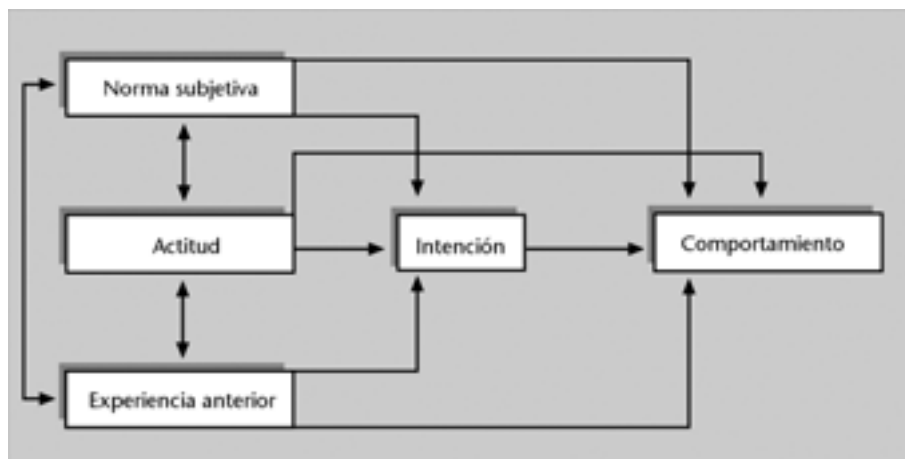 Norma subjetiva
Actitud
Intención
Comportamiento
Experiencia anterior